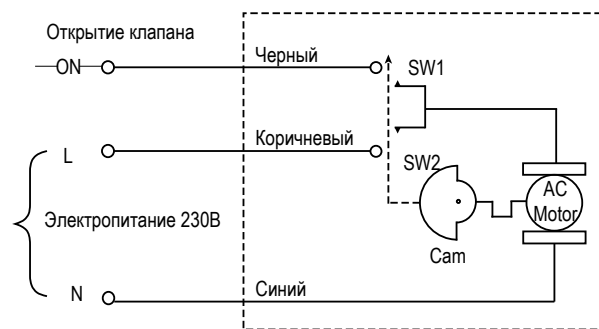 Открытие клапана
ON
Черный
SW1
L
Коричневый
SW2
Электропитание 230В
AC
Motor
Cam
N
Синий